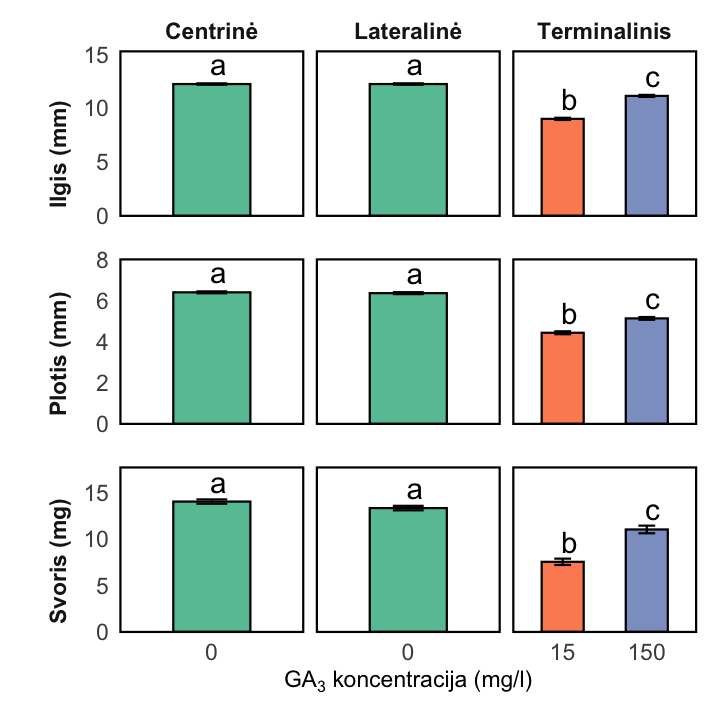 Centrinė Lateralinė Terminalinis
Ilgis (mm)
15
10
5
0
a
a
b
c
Plotis (mm)
8
6
4
2
0
a
a
b
c
Svoris (mg)
15
10
5
0
a
a
b
c
0 0 15 150
GA₃ koncentracija (mg/l)